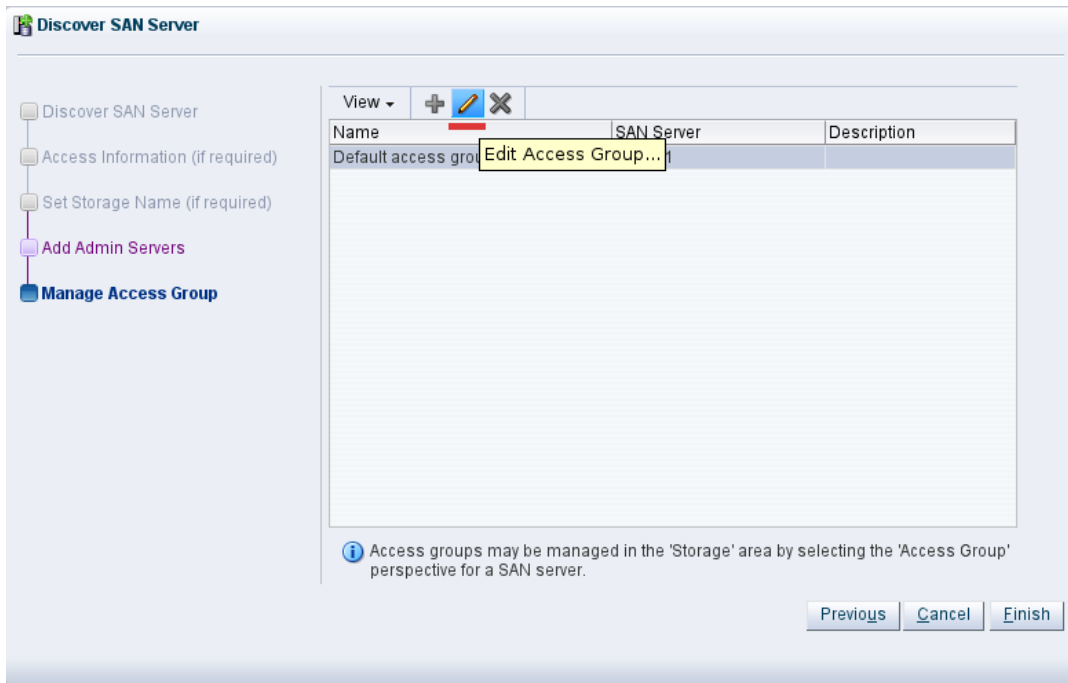 Discover SAN Server
Discover SAN Server
Access Information (if required)
Set Storage Name (if required)
Add Admin Servers
Manage Access Group
View
Name SAN Server Description
Default access
Edit Access Group...
Access groups may be managed in the 'Storage' area by selecting the 'Access Group'
perspective for a SAN server.
Previous Cancel Finish